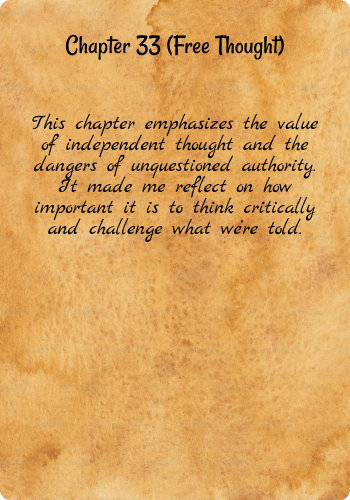 Chapter 33 (Free Thought)
This chapter emphasizes the value
of independent thought and the
dangers of unquestioned authority.
It made me reflect on how
important it is to think critically
and challenge what we're told.